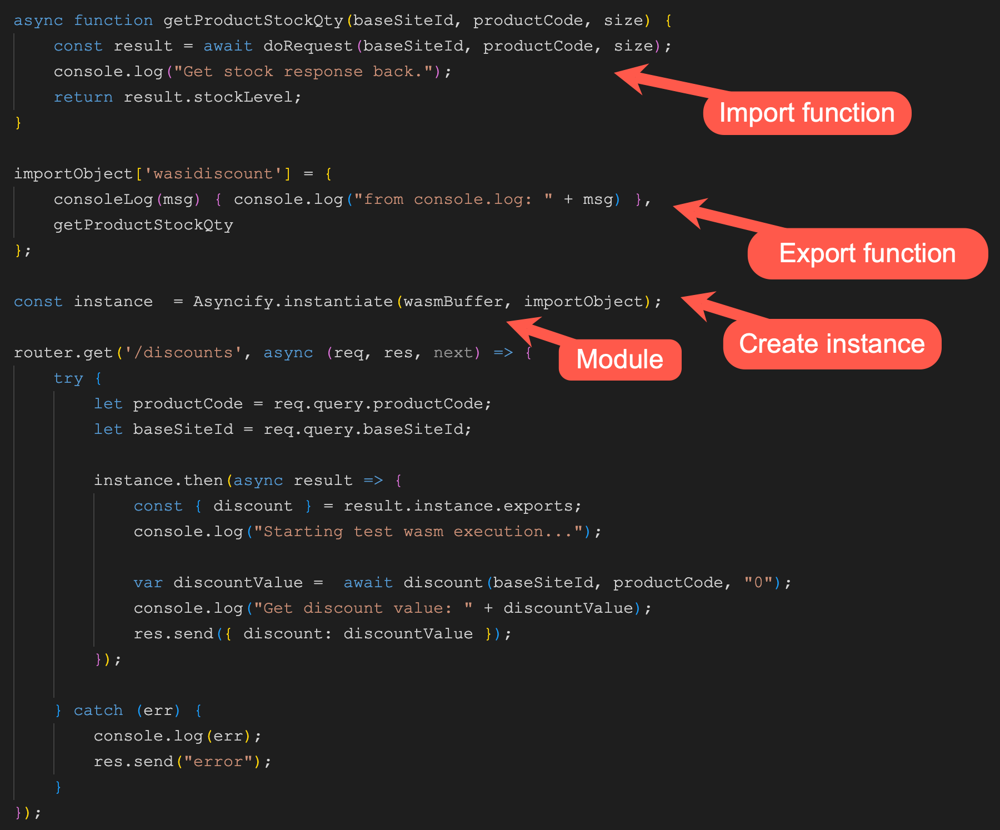 async function getProductStockQty(baseSiteId, productCode, size) {
    const result = await doRequest(baseSiteId, productCode, size);
    console.log("Get stock response back.");
    return result.stockLevel;
}
Import function
importObject['wasidiscount'] = {
    consoleLog(msg) { console.log("from console.log: " + msg) },
    getProductStockQty
};
Export function
const instance  = Asyncify.instantiate(wasmBuffer, importObject);
Create instance
Module
router.get('/discounts', async (req, res, next) => {
    try {
        let productCode = req.query.productCode;
        let baseSiteId = req.query.baseSiteId;
        instance.then(async result => {
            const { discount } = result.instance.exports;
            console.log("Starting test wasm execution...");
            var discountValue =  await discount(baseSiteId, productCode, "0");
            console.log("Get discount value: " + discountValue);
            res.send({ discount: discountValue });
        });
    } catch (err) {
        console.log(err);
        res.send("error");
    }
});